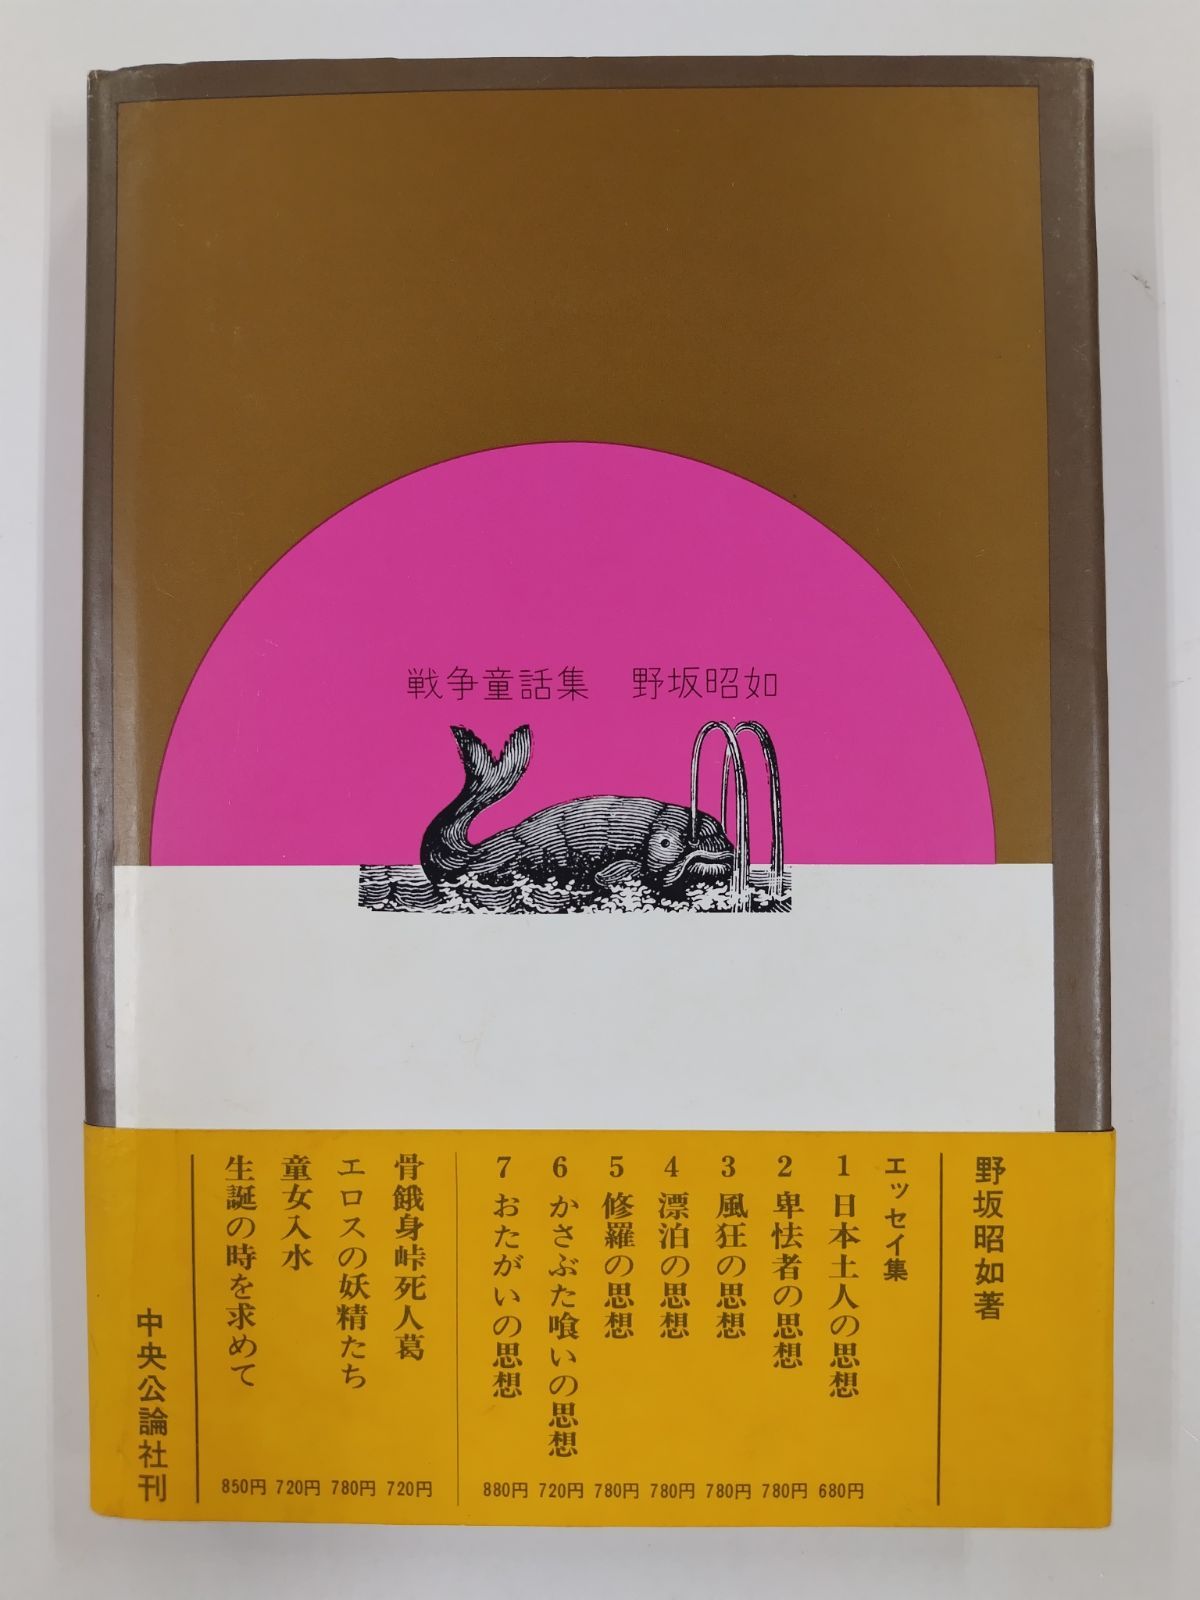 戦争童話集 野坂昭如
野坂昭如著
エッセイ集
1 日本土人の思想 680円
2 卑怯者の思想 780円
3 風狂の思想 780円
4 漂泊の思想 780円
5 修羅の思想 780円
6 かさぶた喰いの思想 720円
7 おたがいの思想 880円
骨餓身峠死人葛 720円
エロスの妖精たち 780円
童女入水 720円
生誕の時を求めて 850円
中央公論社刊